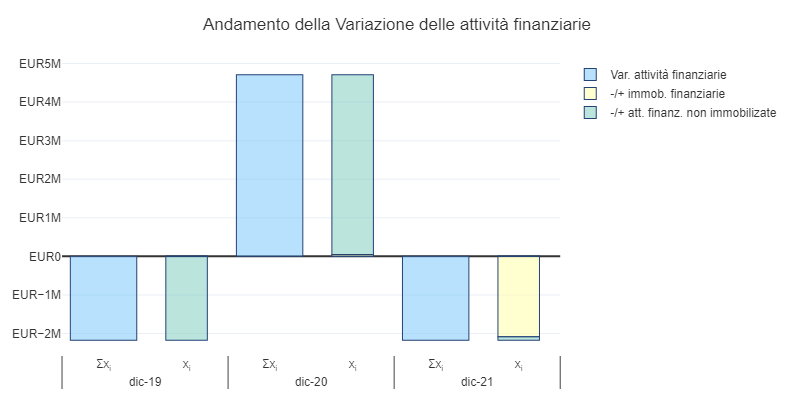 Andamento della Variazione delle attività finanziarie
EUR5M
EUR4M
EUR3M
EUR2M
EUR1M
EUR0
EUR−1M
EUR−2M
Var. attività finanziarie
-/+ immob. finanziarie
-/+ att. finanz. non immobilizate
Σxi xi Σxi xi Σxi xi
dic-19 dic-20 dic-21